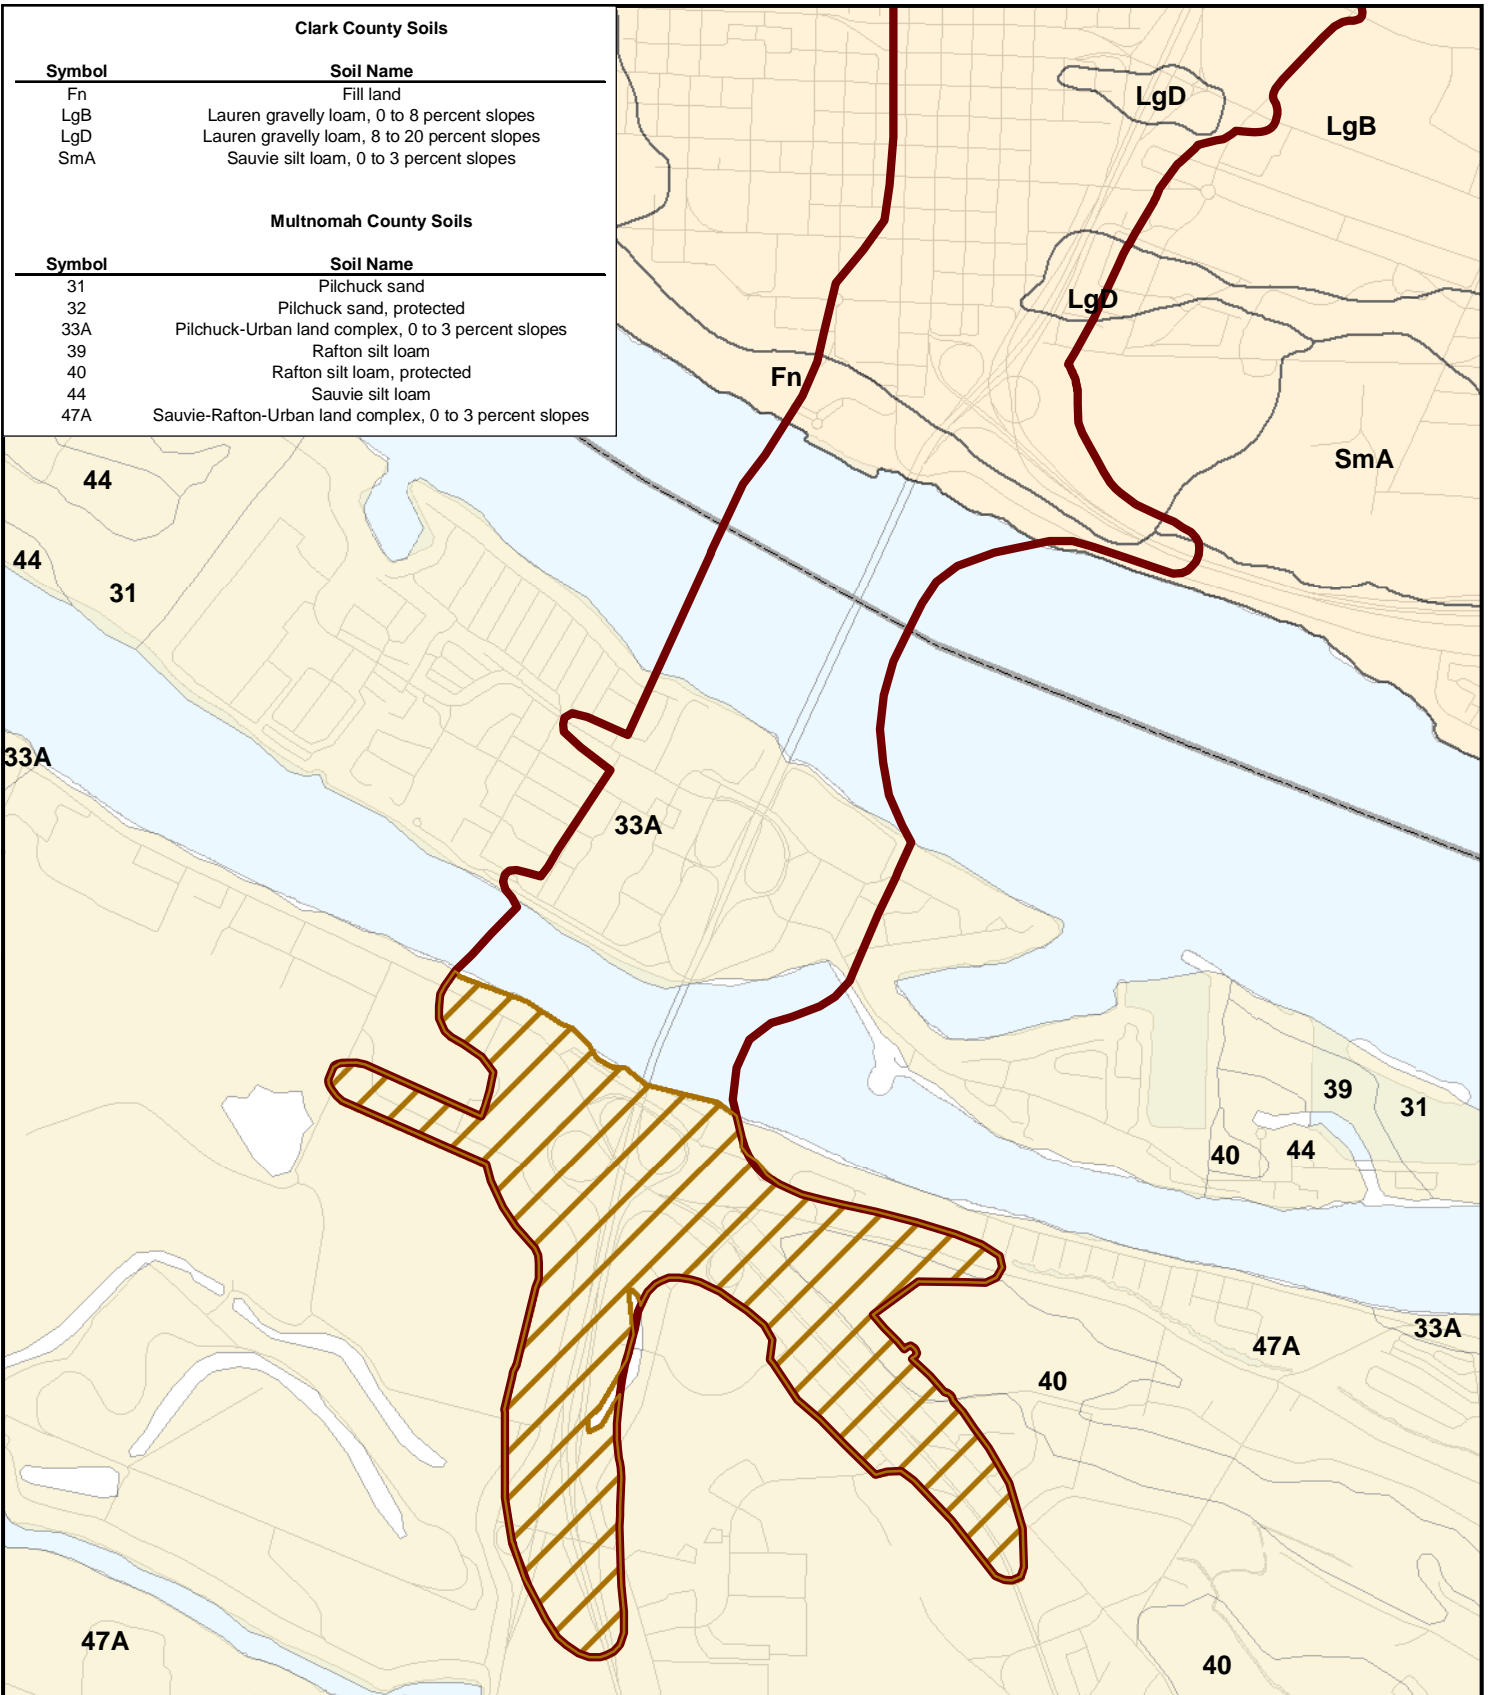 Clark County Soils
Symbol Soil Name
Fn Fill land
LgB Lauren gravelly loam, 0 to 8 percent slopes
LgD Lauren gravelly loam, 8 to 20 percent slopes
SmA Sauvie silt loam, 0 to 3 percent slopes
Multnomah County Soils
Symbol Soil Name
31 Pilchuck sand
32 Pilchuck sand, protected
33A Pilchuck-Urban land complex, 0 to 3 percent slopes
39 Rafton silt loam
40 Rafton silt loam, protected
44 Sauvie silt loam
47A Sauvie-Rafton-Urban land complex, 0 to 3 percent slopes
LgD
LgB
LgD
Fn
SmA
44
44
31
33A
33A
39
31
40
44
33A
47A
40
47A
40